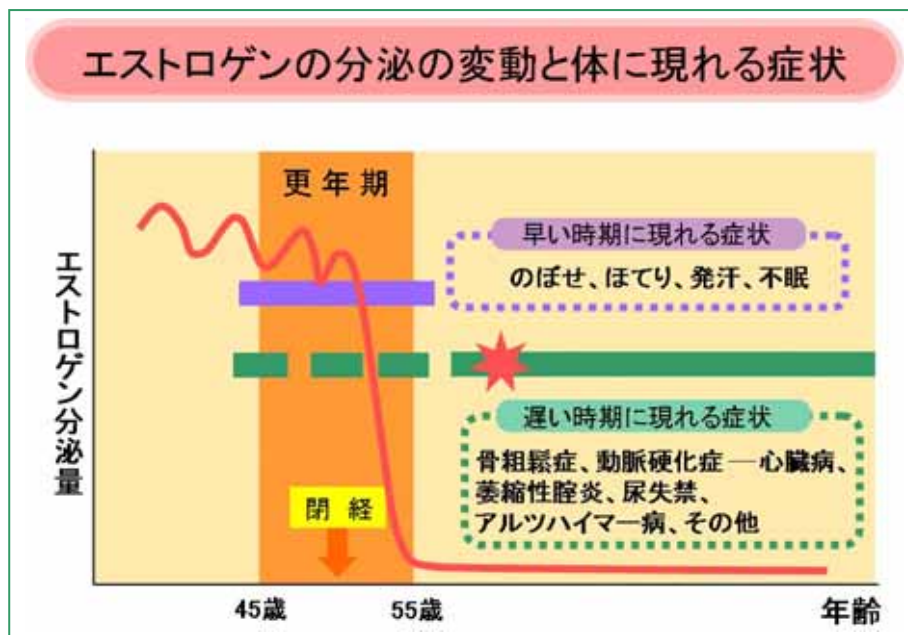 エストロゲンの分泌の変動と体に現れる症状
更年期
早い時期に現れる症状
のぼせ、ほてり、発汗、不眠
エストロゲン分泌量
遅い時期に現れる症状
骨粗鬆症、動脈硬化症―心臓病、
萎縮性腟炎、尿失禁、
アルツハイマー病、その他
閉経
45歳
55歳
年齢